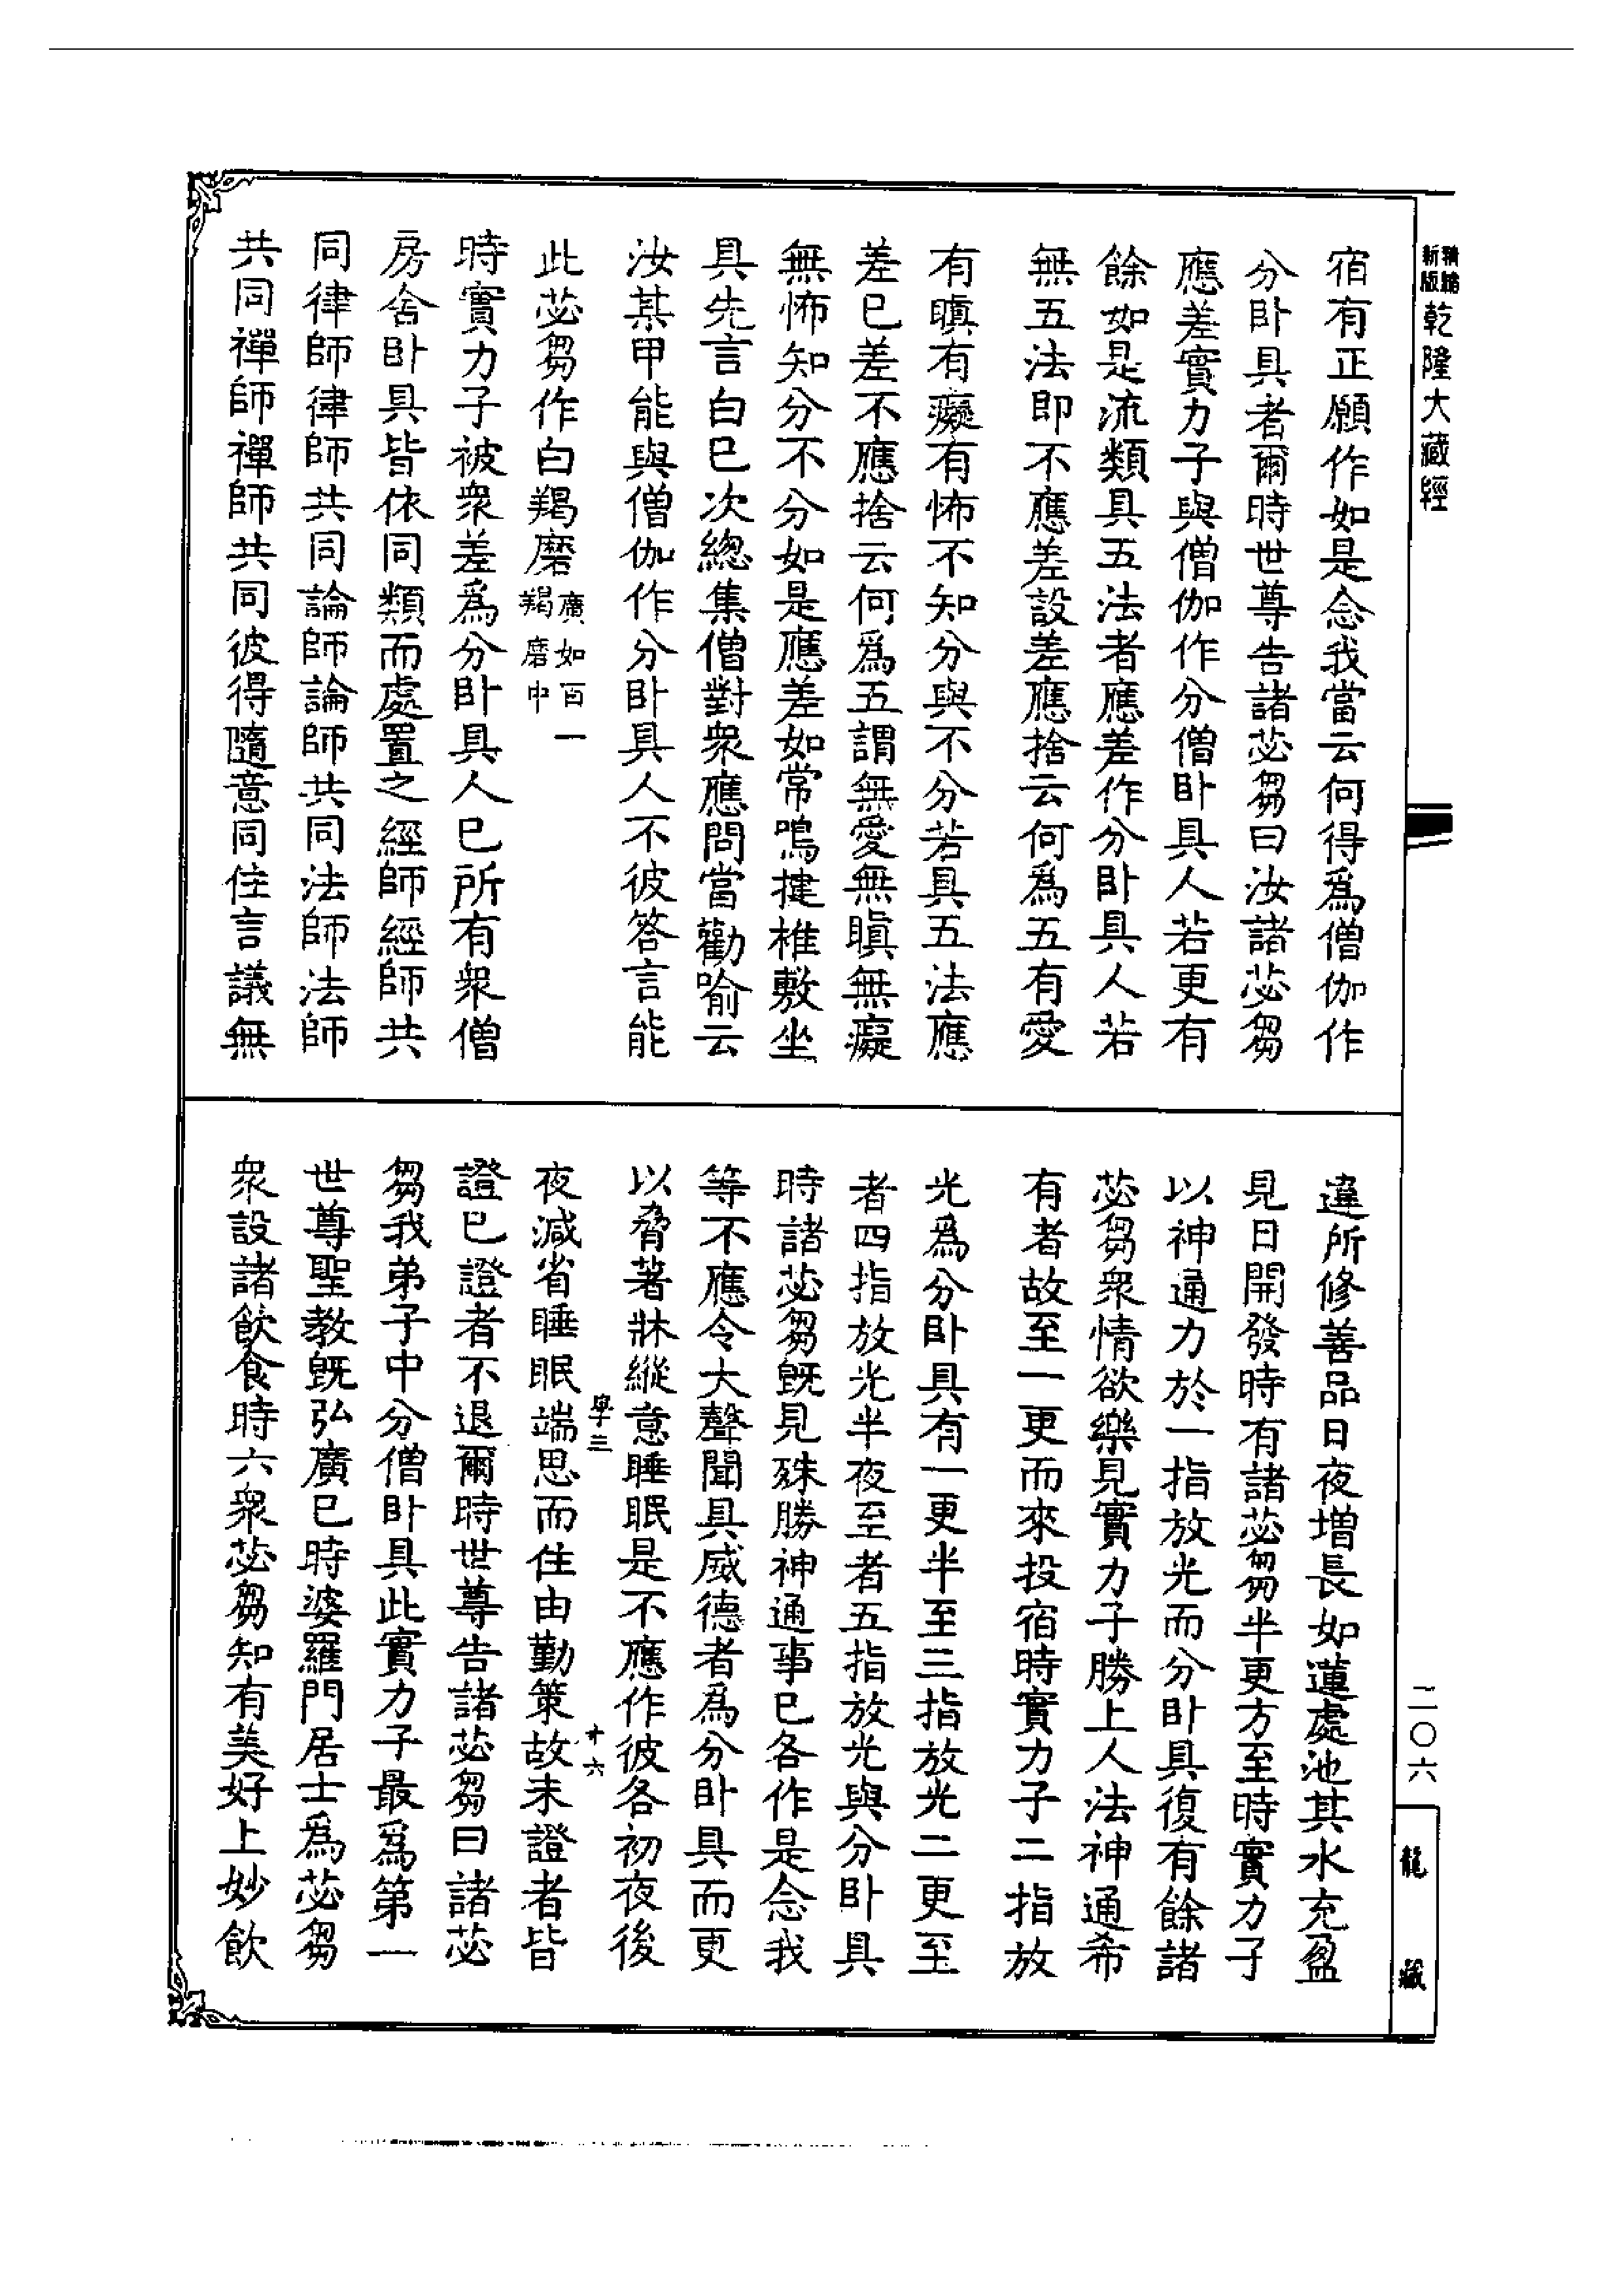 新版
精縮
乾隆大藏經
宿有正願作如是念我當云何得爲僧伽作
分卧具者爾時世尊告諸苾芻曰汝諸苾芻
應差實力子與僧伽作分僧卧具人若更有
餘如是流類具五法者應差作分卧具人若
無五法即不應差設差應捨云何爲五有愛
有瞋有癡有怖不知分與不分若具五法應
差已差不應捨云何爲五謂無愛無瞋無癡
無怖知分不分如是應差如常鳴揵椎敷坐
具先言白已次總集僧對衆應問當勸喻云
汝某甲能與僧伽作分卧具人不彼答言能
此苾芻作白羯磨廣如百一
羯磨中
時實力子被衆差爲分卧具人已所有衆僧
房舍卧具皆依同類而處置之經師經師共
同律師律師共同論師論師共同法師法師
共同禪師禪師共同彼得隨意同住言議無
違所修善品日夜增長如蓮處池其水充盈
見日開發時有諸苾芻半更方至時實力子
以神通力於一指放光而分卧具復有餘諸
苾芻衆情欲樂見實力子勝上人法神通希
有者故至一更而來投宿時實力子二指放
光爲分卧具有一更半至三指放光二更至
者四指放光半夜至者五指放光與分卧具
時諸苾芻既見殊勝神通事已各作是念我
等不應令大聲聞具威德者爲分卧具而更
以脅著牀縱意睡眠是不應作彼各初夜後
學三
十六
夜減省睡眠端思而住由勤策故未證者皆
證已證者不退爾時世尊告諸苾芻曰諸苾
芻我弟子中分僧卧具此實力子最爲第一
世尊聖教既弘廣已時婆羅門居士爲苾芻
衆設諸飲食時六衆苾芻知有美好上妙飲
二〇六
龍藏